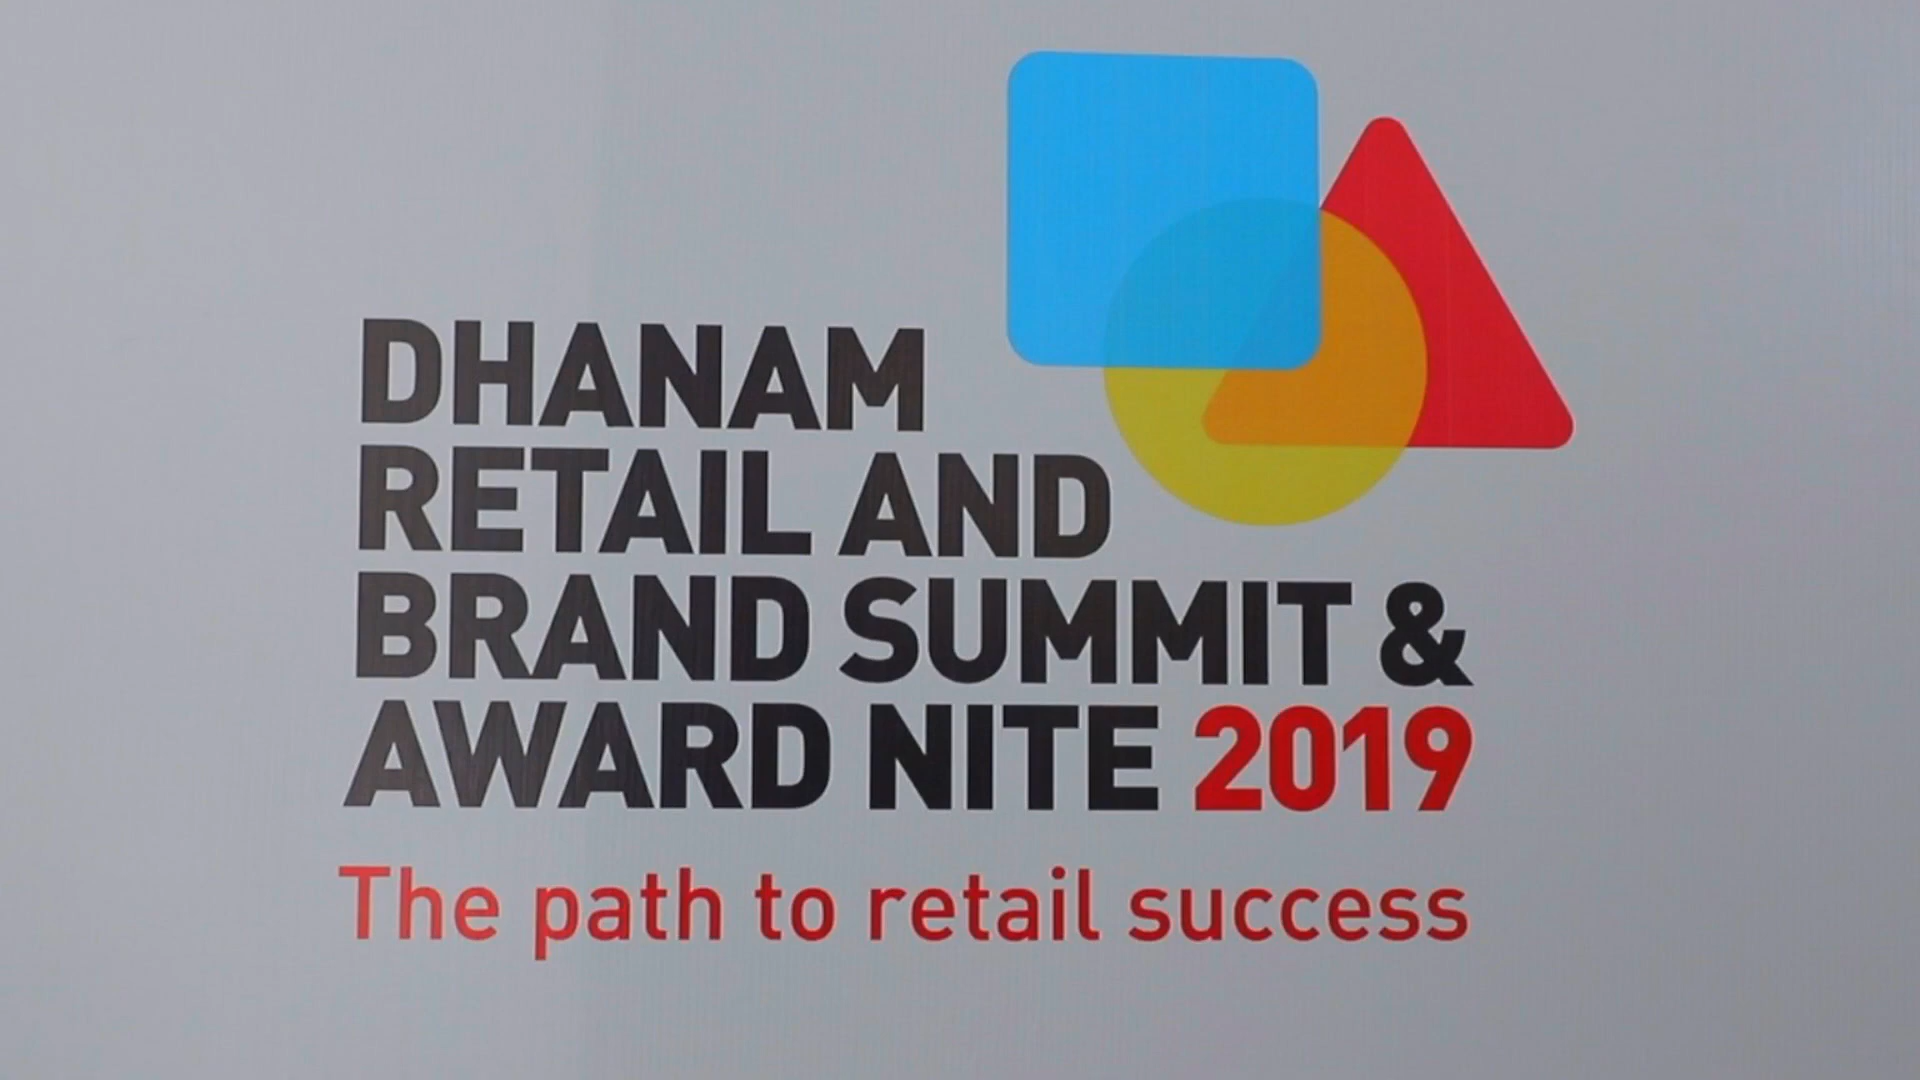 DHANAM
RETAIL AND
BRAND SUMMIT &
AWARD NITE 2019
The path to retail success